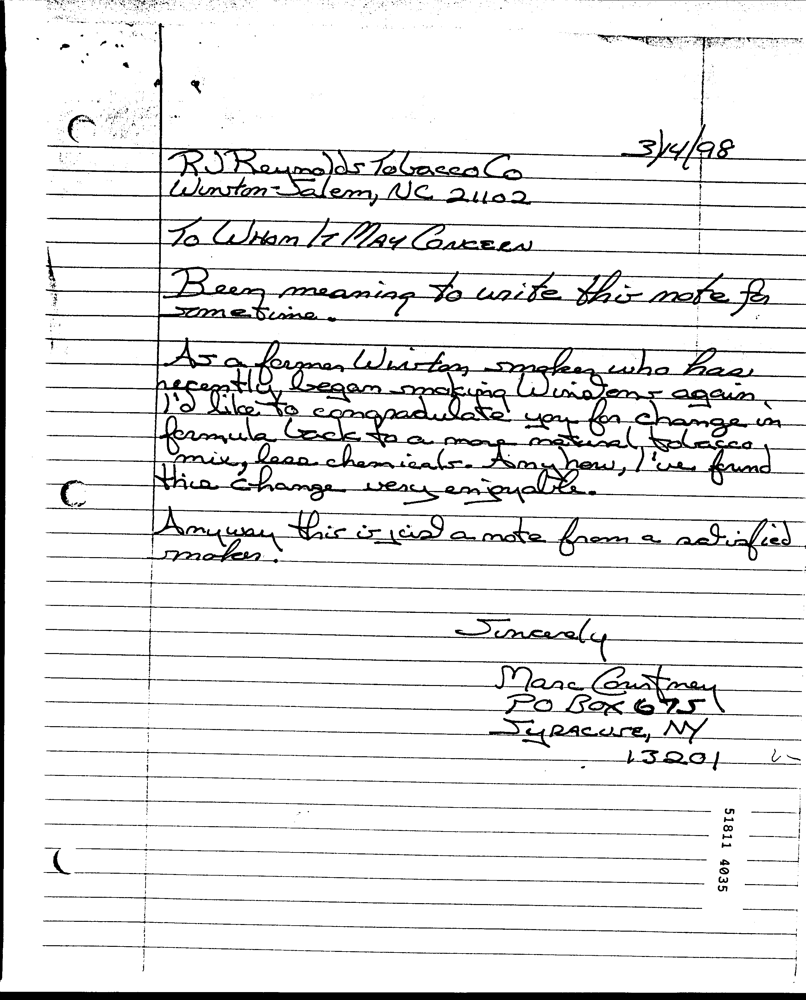 3/14/98
RJ Reynolds Tobacco Co
Winston-Salem, NC 21102
To Whom It May Concern
Been meaning to write this note for
sometime.
As a former Winston smoker who has
recently began smoking Winstons again,
I'd like to congradulate you for change in
formula back to a more natural tobacco
mix, less chemicals. Anyhow, I've found
this change very enjoyable.
Anyway this is just a note from a satisfied
smoker.
Sincerely
Marc Courtney
PO Box 675
Syracuse, NY
13201
51811 4035